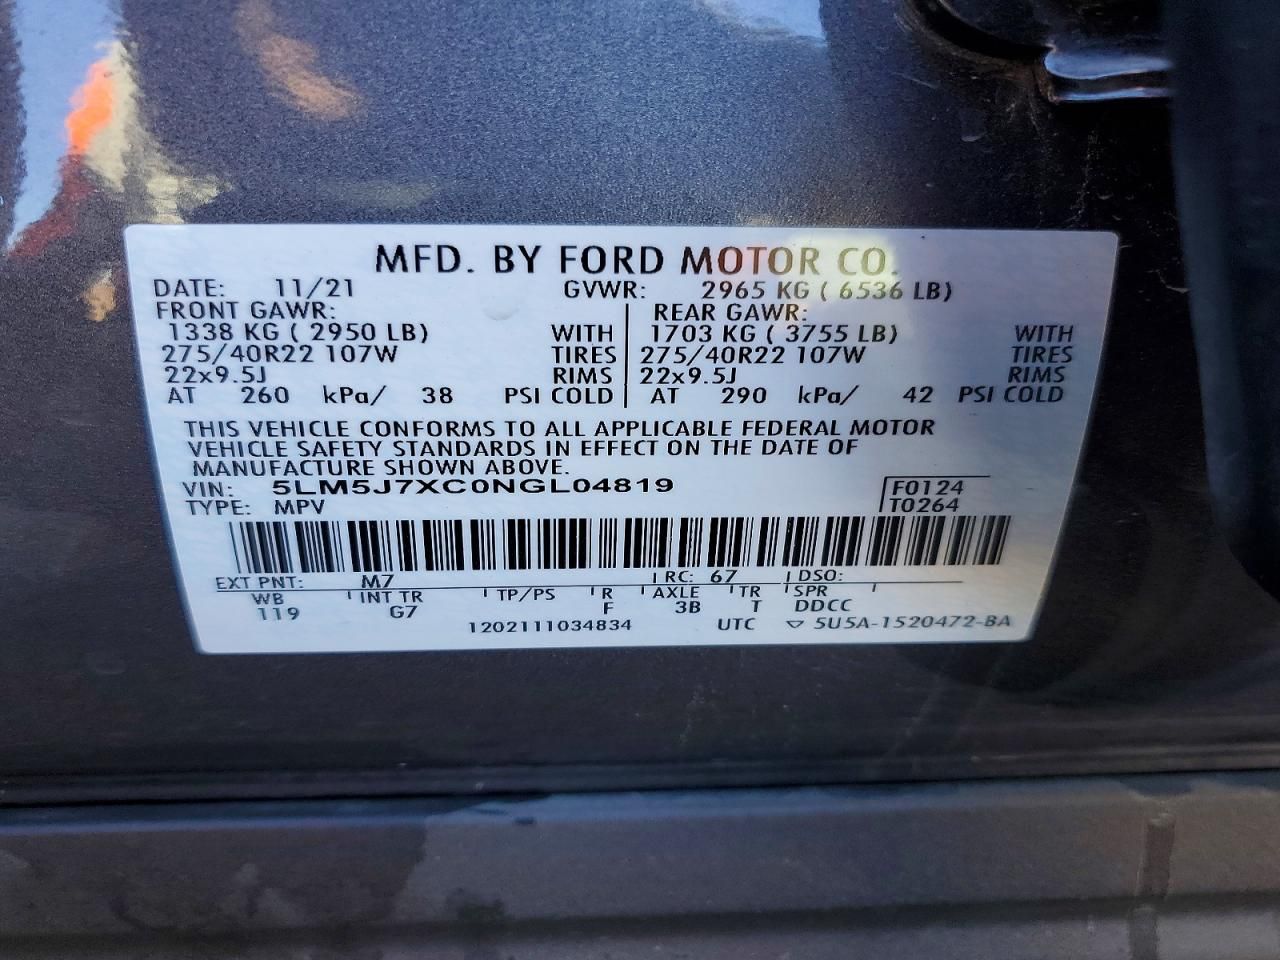 MFD. BY FORD MOTOR CO.
DATE: 11/21 GVWR: 2965 KG ( 6536 LB)
FRONT GAWR: REAR GAWR:
1338 KG ( 2950 LB) WITH 1703 KG ( 3755 LB) WITH
275/40R22 107W TIRES 275/40R22 107W TIRES
22x9.5J RIMS 22x9.5J RIMS
AT 260 kPa/ 38 PSI COLD AT 290 kPa/ 42 PSI COLD
THIS VEHICLE CONFORMS TO ALL APPLICABLE FEDERAL MOTOR
VEHICLE SAFETY STANDARDS IN EFFECT ON THE DATE OF
MANUFACTURE SHOWN ABOVE.
VIN: 5LM5J7XC0NGL04819 F0124
TYPE: MPV T0264
EXT PNT: M7 RC: 67 DSO:
WB INT TR TP/PS R AXLE TR SPR
119 G7 F 3B T DDCC
1202111034834 UTC ▽ 5U5A-1520472-BA